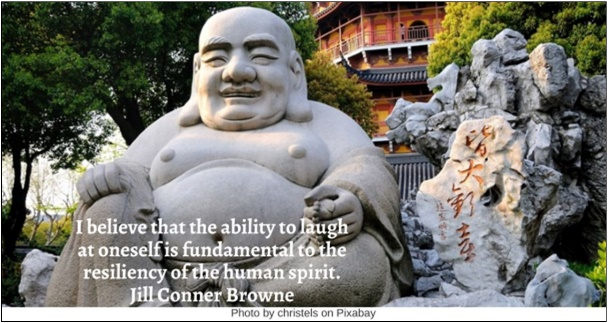 I believe that the ability to laugh
at oneself is fundamental to the
resiliency of the human spirit.
Jill Conner Browne
皆大歡喜
Photo by christels on Pixabay